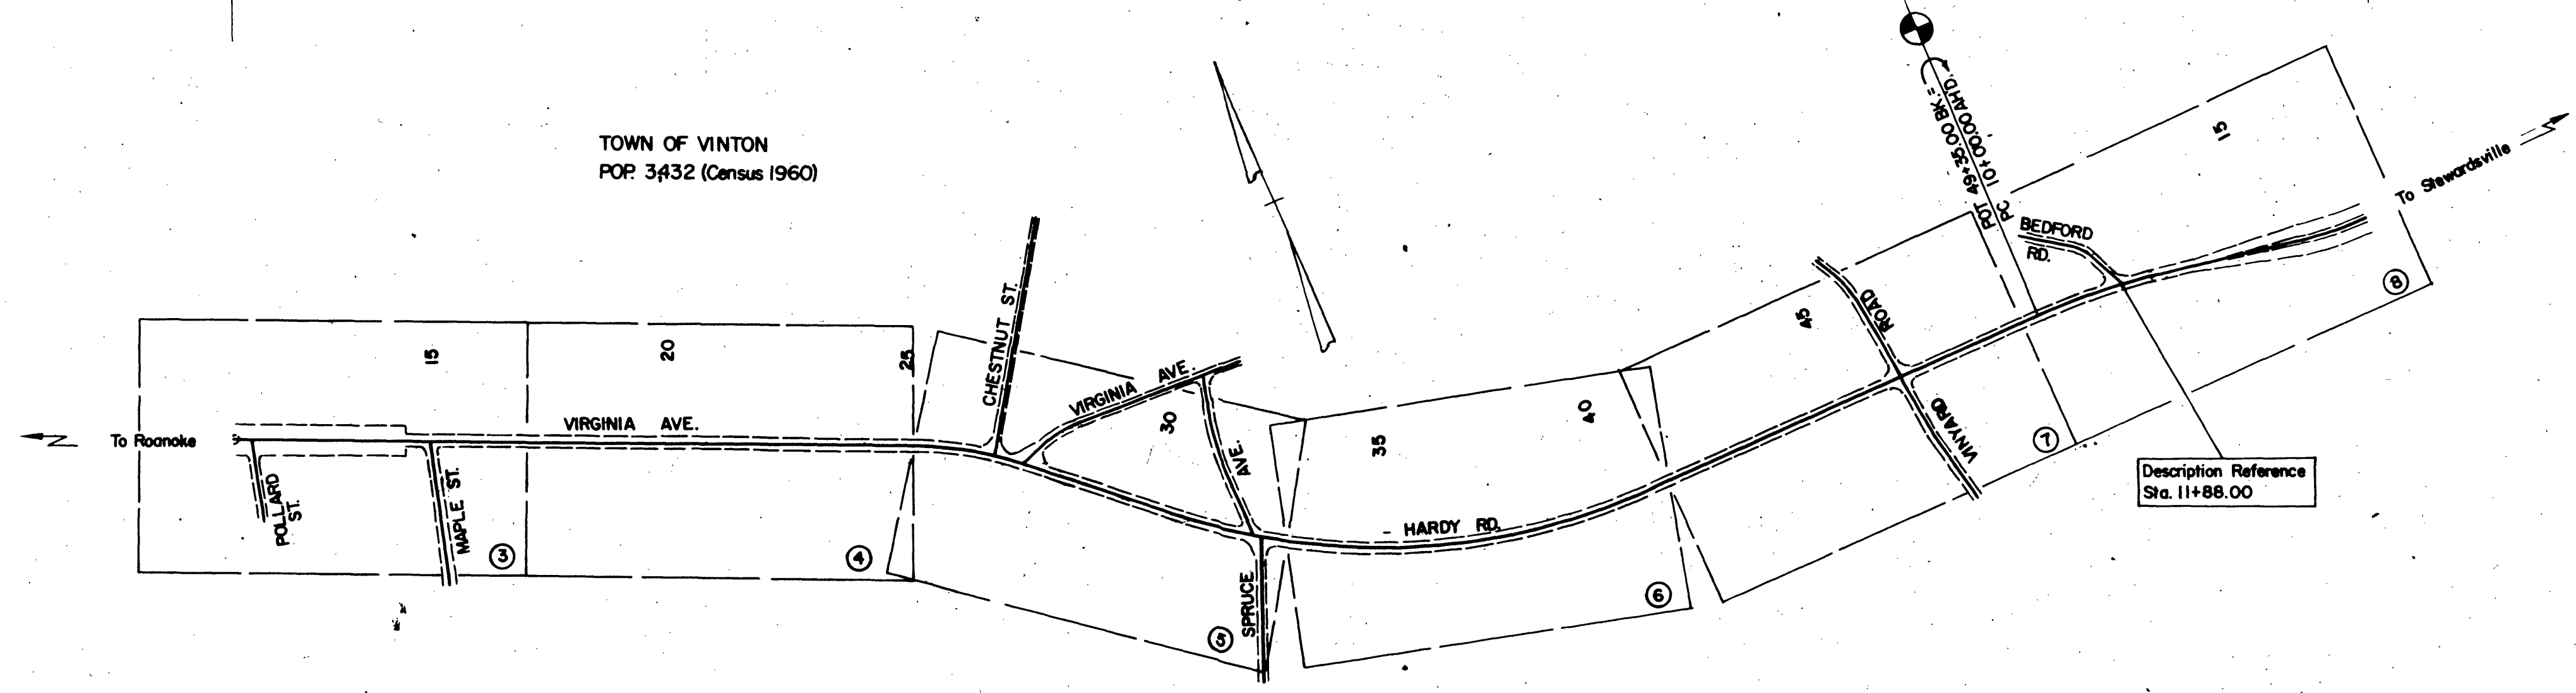 TOWN OF VINTON
POP. 3,432 (Census 1960)
To Roanoke
POLLARD
ST.
MAPLE ST.
15
③
VIRGINIA AVE.
20
④
25
CHESTNUT ST.
VIRGINIA AVE.
30
AVE.
SPRUCE
⑤
35
HARDY RD.
40
⑥
45
ROAD
VINYARD
⑦
POT 49+35.00 BK. =
PC 10+00.00 AH'D.
BEDFORD
RD.
15
⑧
To Stewardsville
Description Reference
Sta. 11+88.00